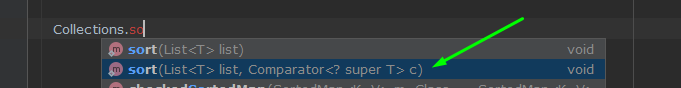 Collections.so
m sort(List<T> list) void
m sort(List<T> list, Comparator<? super T> c) void